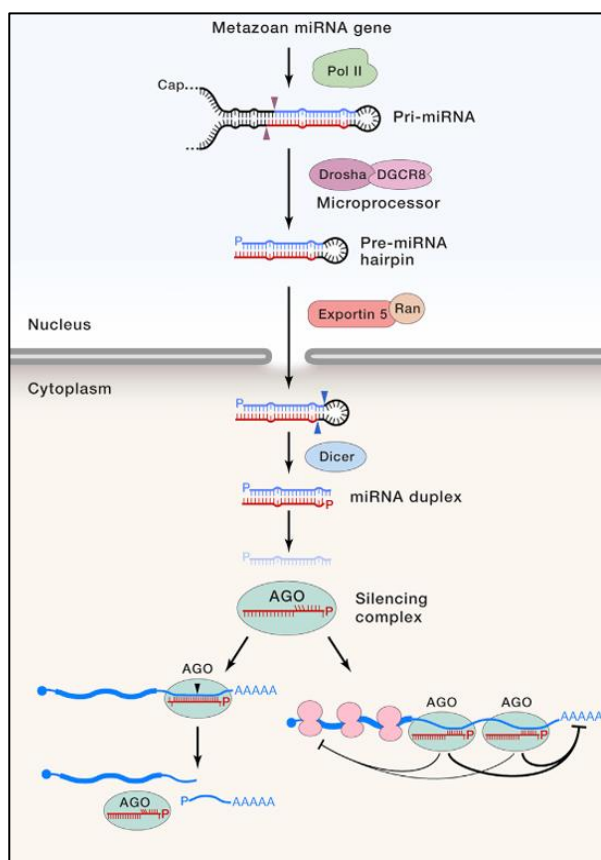 Metazoan miRNA gene
Pol II
Cap
Pri-miRNA
Drosha DGCR8
Microprocessor
P
Pre-miRNA
hairpin
Exportin 5 Ran
Nucleus
Cytoplasm
P
Dicer
P
P
miRNA duplex
P
AGO
P
Silencing
complex
AGO
AAAAA
P
AGO AGO
AAAAA
P P
AGO
P
P AAAAA